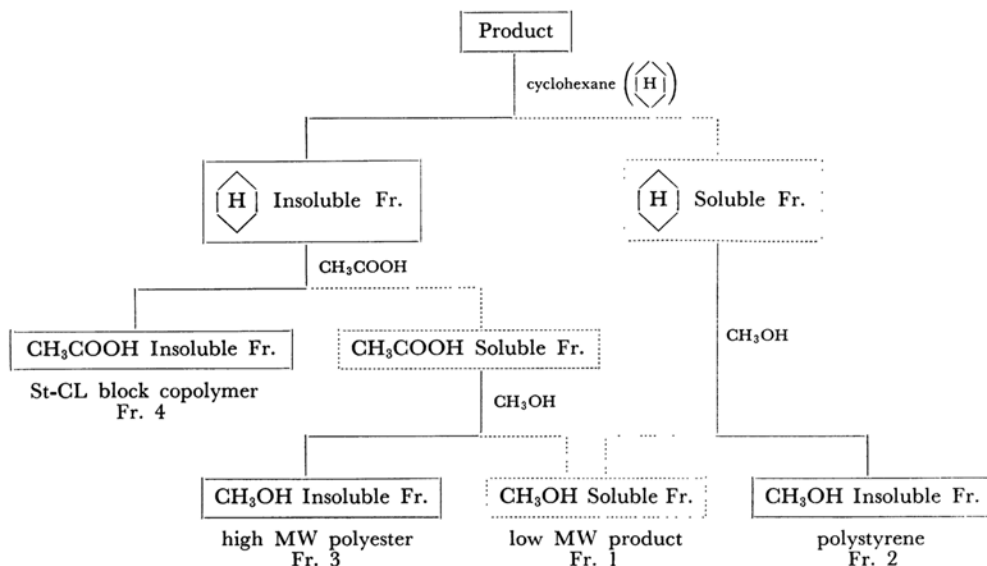 Product
cyclohexane (H)
H Insoluble Fr.
H Soluble Fr.
CH₃COOH
CH₃COOH Insoluble Fr.
CH₃COOH Soluble Fr.
CH₃OH
St-CL block copolymer
Fr. 4
CH₃OH
CH₃OH Insoluble Fr.
CH₃OH Soluble Fr.
CH₃OH Insoluble Fr.
high MW polyester
Fr. 3
low MW product
Fr. 1
polystyrene
Fr. 2